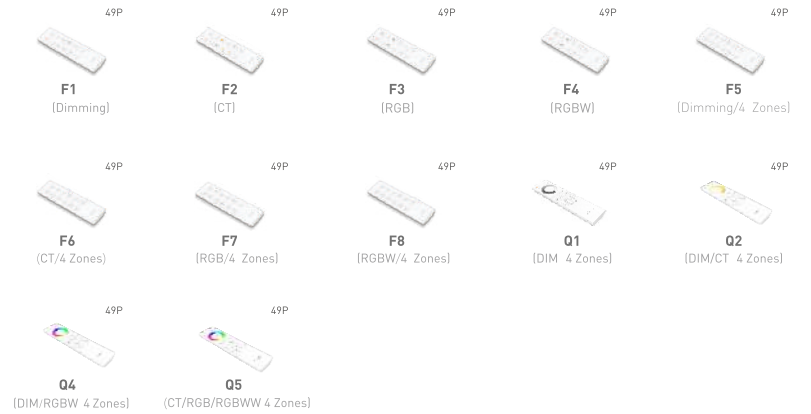 49P 49P 49P 49P 49P
F1 F2 F3 F4 F5
(Dimming) (CT) (RGB) (RGBW) (Dimming/4 Zones)
49P 49P 49P 49P 49P
F6 F7 F8 Q1 Q2
(CT/4 Zones) (RGB/4 Zones) (RGBW/4 Zones) (DIM 4 Zones) (DIM/CT 4 Zones)
49P 49P
Q4 Q5
(DIM/RGBW 4 Zones) (CT/RGB/RGBWW 4 Zones)